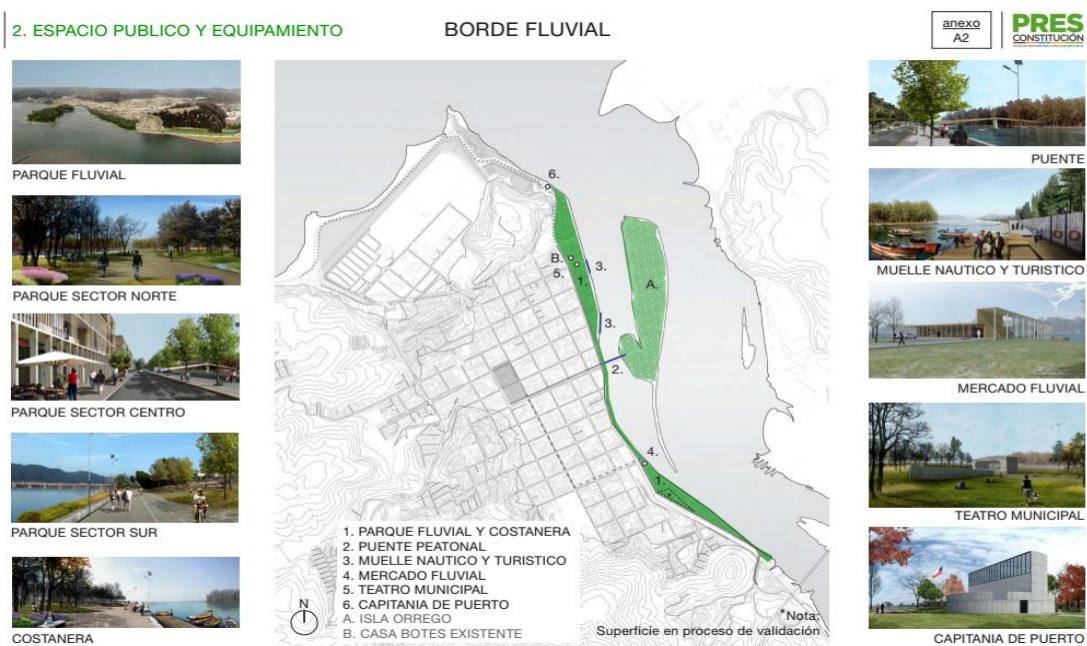 2. ESPACIO PUBLICO Y EQUIPAMIENTO
BORDE FLUVIAL
anexo
A2
PRES
CONSTITUCIÓN
PARQUE FLUVIAL
PARQUE SECTOR NORTE
PARQUE SECTOR CENTRO
PARQUE SECTOR SUR
COSTANERA
6.
B.
5.
3.
1.
A.
3.
2.
4.
1.
1. PARQUE FLUVIAL Y COSTANERA
2. PUENTE PEATONAL
3. MUELLE NAUTICO Y TURISTICO
4. MERCADO FLUVIAL
5. TEATRO MUNICIPAL
6. CAPITANIA DE PUERTO
A. ISLA ORREGO
B. CASA BOTES EXISTENTE
N
*Nota:
Superficie en proceso de validación
PUENTE
MUELLE NAUTICO Y TURISTICO
MERCADO FLUVIAL
TEATRO MUNICIPAL
CAPITANIA DE PUERTO